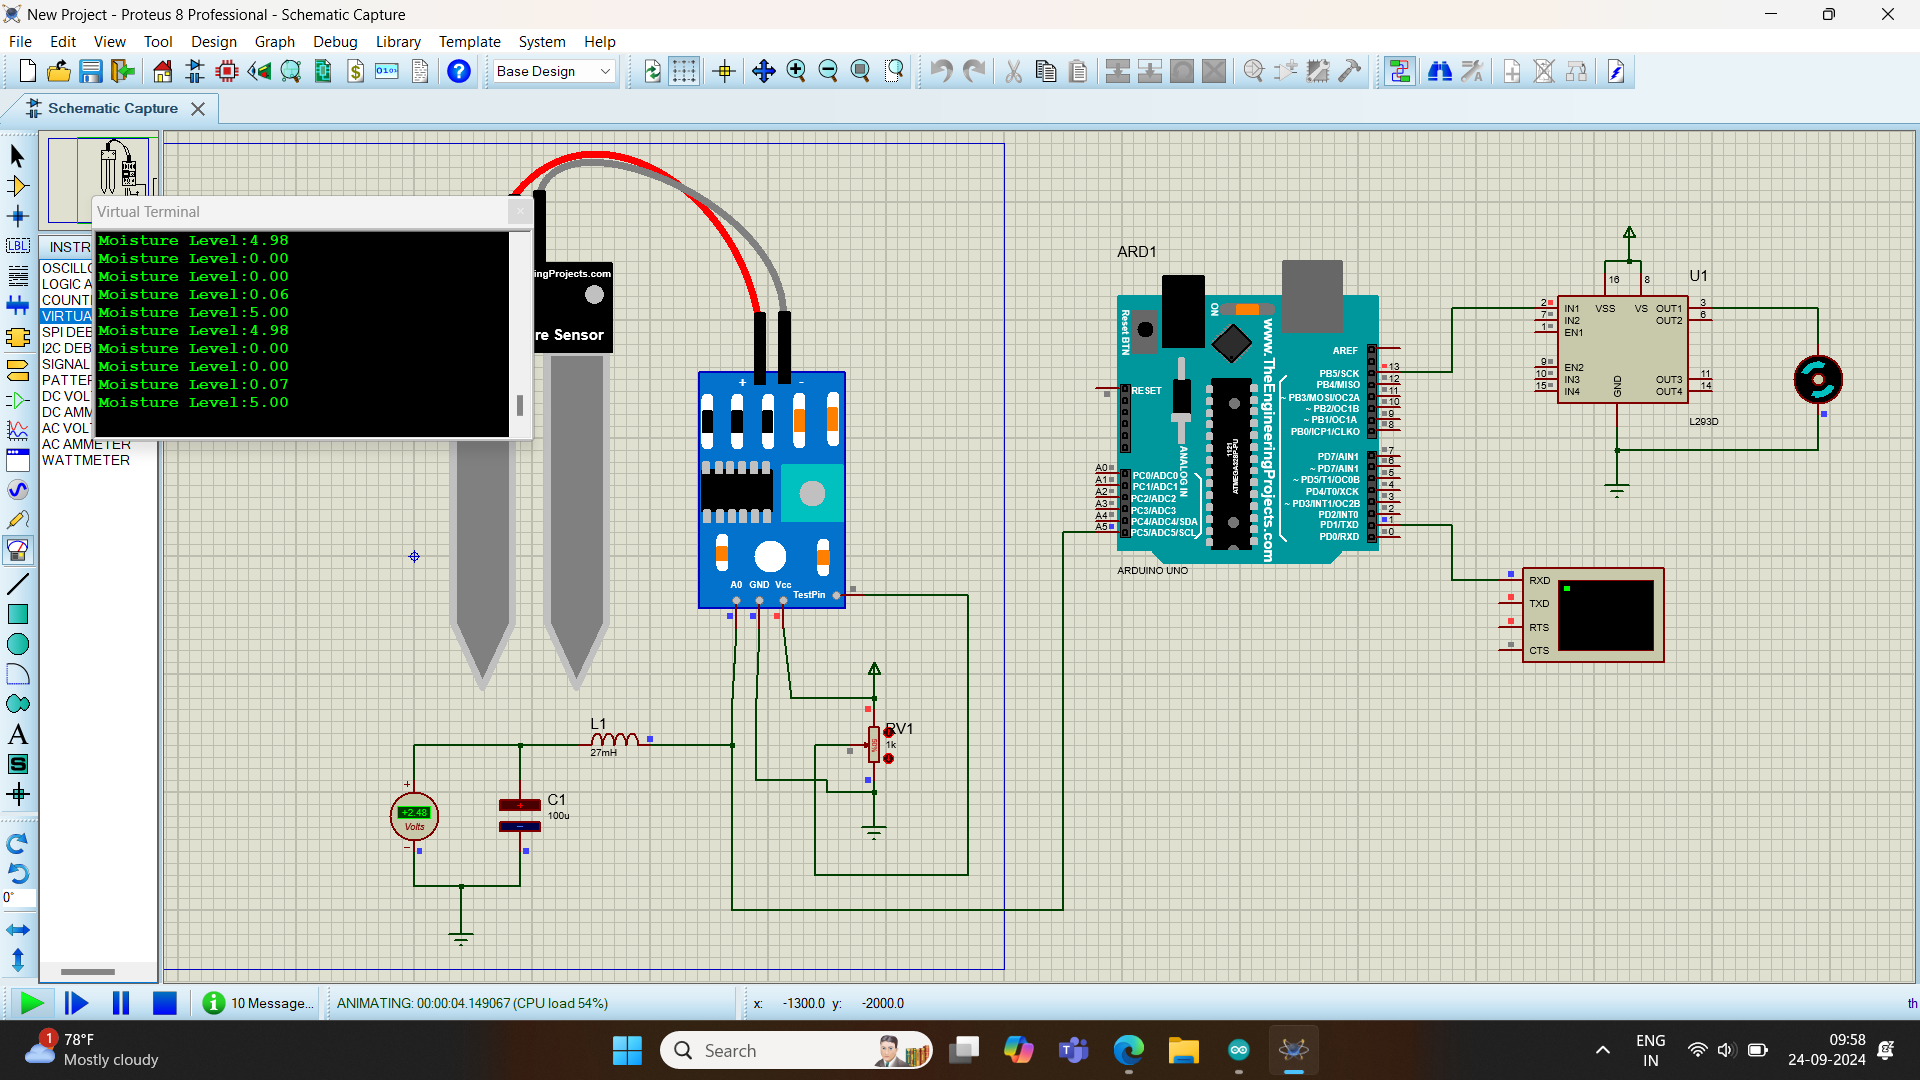 New Project - Proteus 8 Professional - Schematic Capture
File Edit View Tool Design Graph Debug Library Template System Help
Base Design
Schematic Capture
Virtual Terminal
Moisture Level:4.98
Moisture Level:0.00
Moisture Level:0.00
Moisture Level:0.06
Moisture Level:5.00
Moisture Level:4.98
Moisture Level:0.00
Moisture Level:0.00
Moisture Level:0.07
Moisture Level:5.00
INSTR
OSCILLO
LOGIC A
COUNT
VIRTUA
SPI DEB
I2C DEB
SIGNAL
PATTER
DC VOL
DC AMM
AC VOLT
AC AMMETER
WATTMETER
LBL
A
S
0°
ingProjects.com
re Sensor
+ -
A0 GND Vcc
TestPin
L1
27mH
C1
100u
+2.48
Volts
RV1
1k
50%
ARD1
Reset BTN
ON
www.TheEngineeringProjects.com
ANALOG IN
1121
ATMEGA328P-PU
RESET
AREF
PB5/SCK 13
PB4/MISO 12
~ PB3/MOSI/OC2A 11
~ PB2/OC1B 10
~ PB1/OC1A 9
PB0/ICP1/CLKO 8
PD7/AIN1 7
~ PD7/AIN1 6
~ PD5/T1/OC0B 5
PD4/T0/XCK 4
~ PD3/INT1/OC2B 3
PD2/INT0 2
PD1/TXD 1
PD0/RXD 0
A0 PC0/ADC0
A1 PC1/ADC1
A2 PC2/ADC2
A3 PC3/ADC3
A4 PC4/ADC4/SDA
A5 PC5/ADC5/SCL
ARDUINO UNO
U1
16 8
2 IN1 VSS VS OUT1 3
7 IN2 OUT2 6
1 EN1
9 EN2
10 IN3 GND OUT3 11
15 IN4 OUT4 14
L293D
RXD
TXD
RTS
CTS
10 Message...
ANIMATING: 00:00:04.149067 (CPU load 54%)
x: -1300.0 y: -2000.0
th
1
78°F
Mostly cloudy
Search
ENG
IN
09:58
24-09-2024